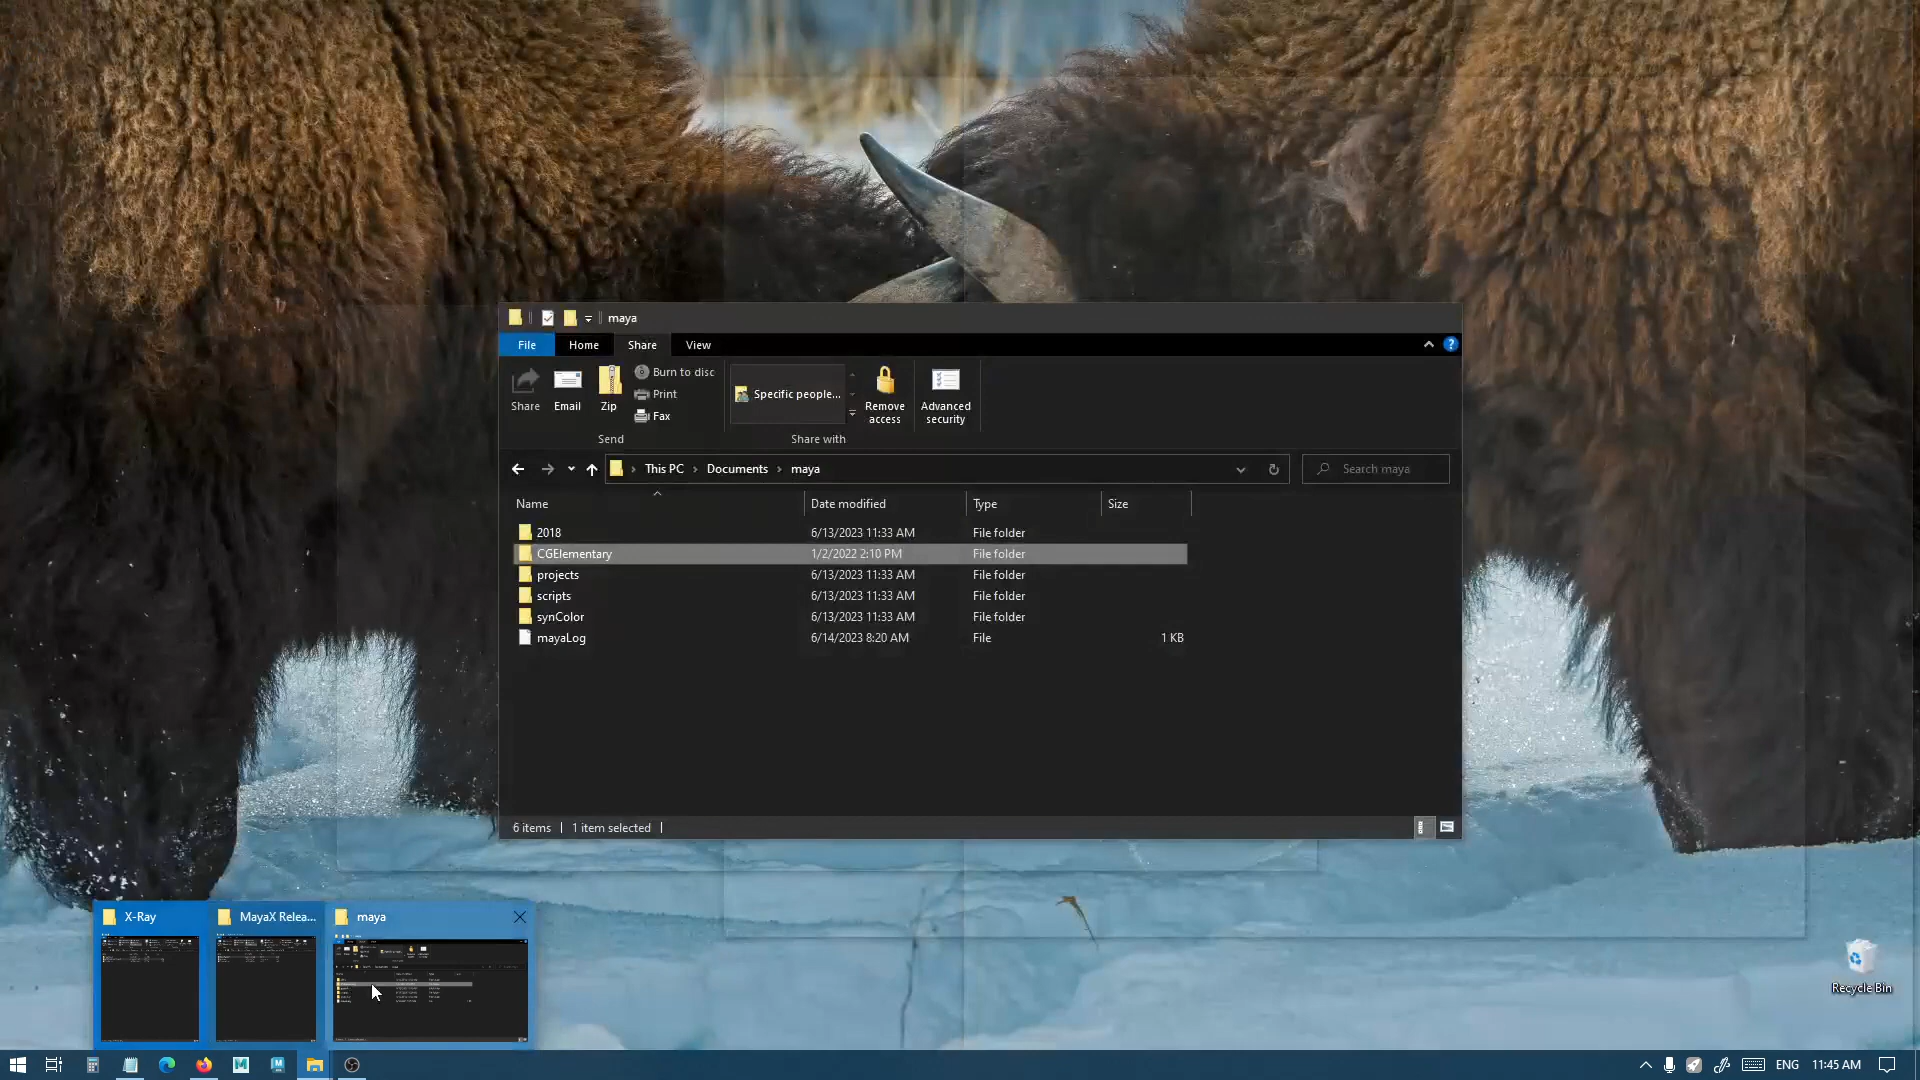 maya
File Home Share View
Share Email Zip Burn to disc
Print
Fax
Specific people...
Remove access
Advanced security
Send Share with
This PC Documents maya
Search maya
Name Date modified Type Size
2018 6/13/2023 11:33 AM File folder
CGElementary 1/2/2022 2:10 PM File folder
projects 6/13/2023 11:33 AM File folder
scripts 6/13/2023 11:33 AM File folder
synColor 6/13/2023 11:33 AM File folder
mayaLog 6/14/2023 8:20 AM File 1 KB
6 items 1 item selected
X-Ray MayaX Relea... maya
Recycle Bin
ENG 11:45 AM